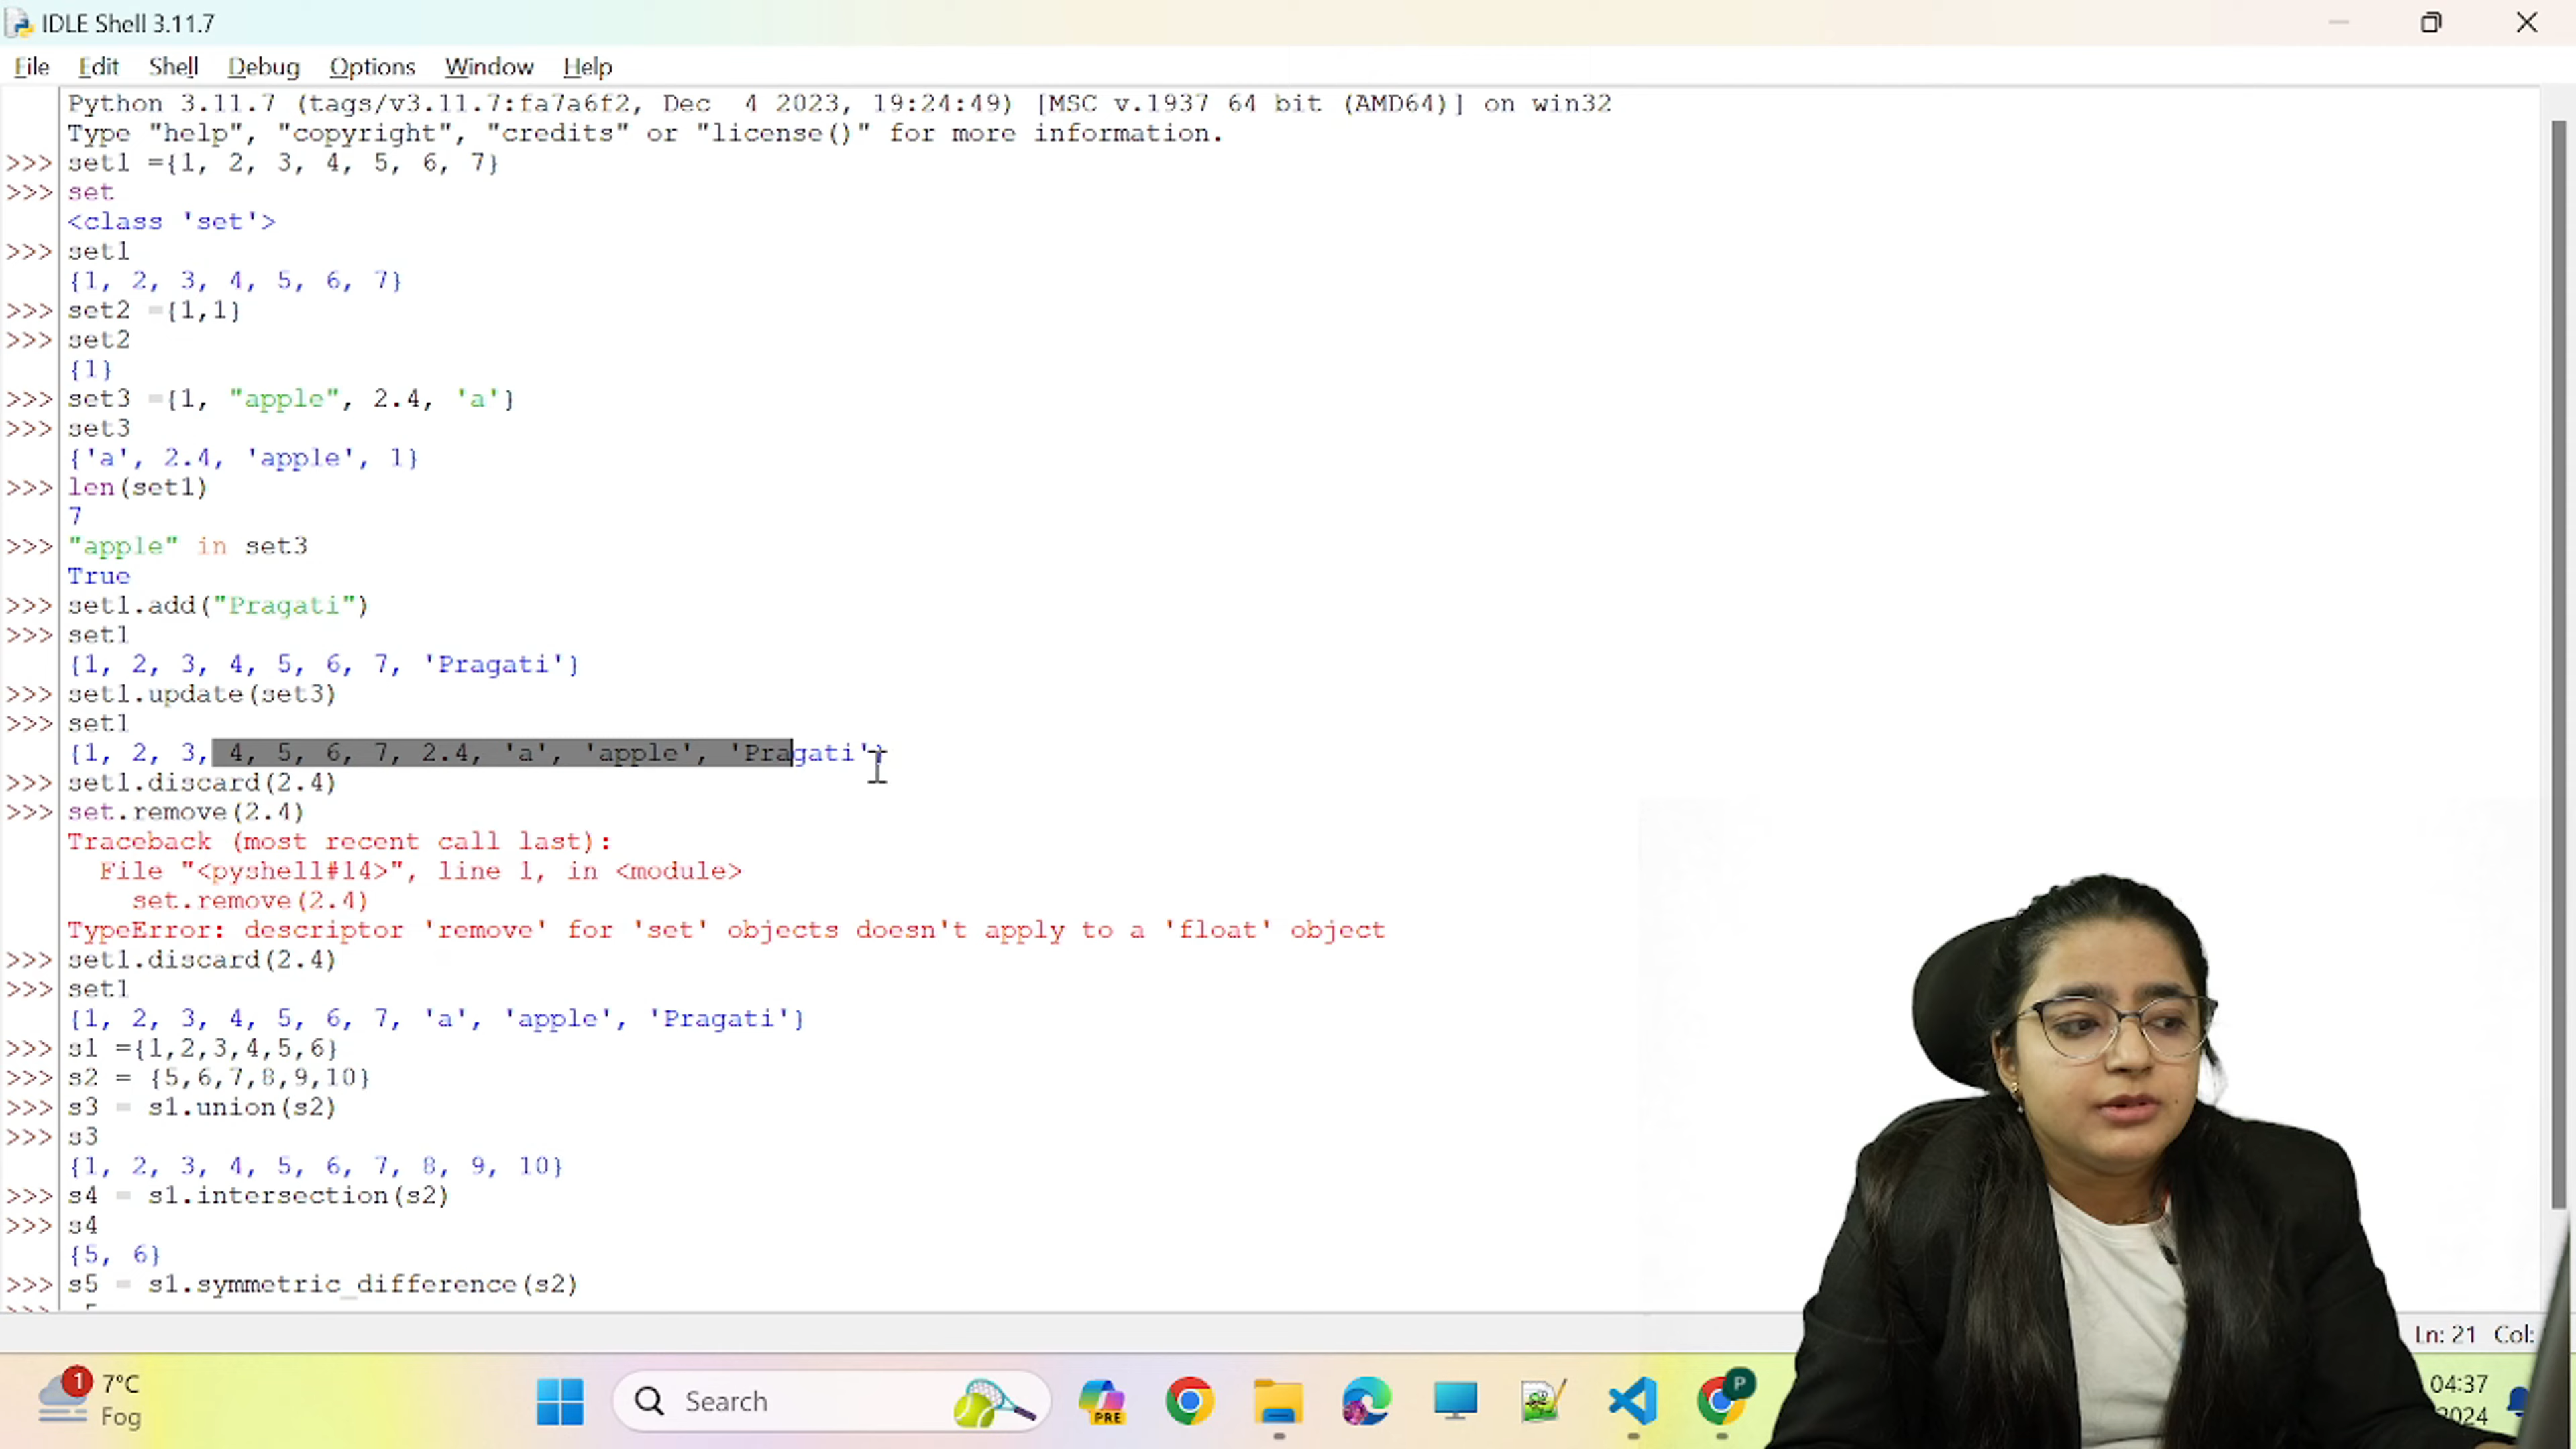 IDLE Shell 3.11.7
File Edit Shell Debug Options Window Help
Python 3.11.7 (tags/v3.11.7:fa7a6f2, Dec  4 2023, 19:24:49) [MSC v.1937 64 bit (AMD64)] on win32
Type "help", "copyright", "credits" or "license()" for more information.
>>> set1 ={1, 2, 3, 4, 5, 6, 7}
>>> set
<class 'set'>
>>> set1
{1, 2, 3, 4, 5, 6, 7}
>>> set2 ={1,1}
>>> set2
{1}
>>> set3 ={1, "apple", 2.4, 'a'}
>>> set3
{'a', 2.4, 'apple', 1}
>>> len(set1)
7
>>> "apple" in set3
True
>>> set1.add("Pragati")
>>> set1
{1, 2, 3, 4, 5, 6, 7, 'Pragati'}
>>> set1.update(set3)
>>> set1
{1, 2, 3, 4, 5, 6, 7, 2.4, 'a', 'apple', 'Pragati'}
>>> set1.discard(2.4)
>>> set.remove(2.4)
Traceback (most recent call last):
  File "<pyshell#14>", line 1, in <module>
    set.remove(2.4)
TypeError: descriptor 'remove' for 'set' objects doesn't apply to a 'float' object
>>> set1.discard(2.4)
>>> set1
{1, 2, 3, 4, 5, 6, 7, 'a', 'apple', 'Pragati'}
>>> s1 ={1,2,3,4,5,6}
>>> s2 = {5,6,7,8,9,10}
>>> s3 = s1.union(s2)
>>> s3
{1, 2, 3, 4, 5, 6, 7, 8, 9, 10}
>>> s4 = s1.intersection(s2)
>>> s4
{5, 6}
>>> s5 = s1.symmetric_difference(s2)
Ln: 21 Col:
1
7°C
Fog
Search
PRE
P
04:37
2024